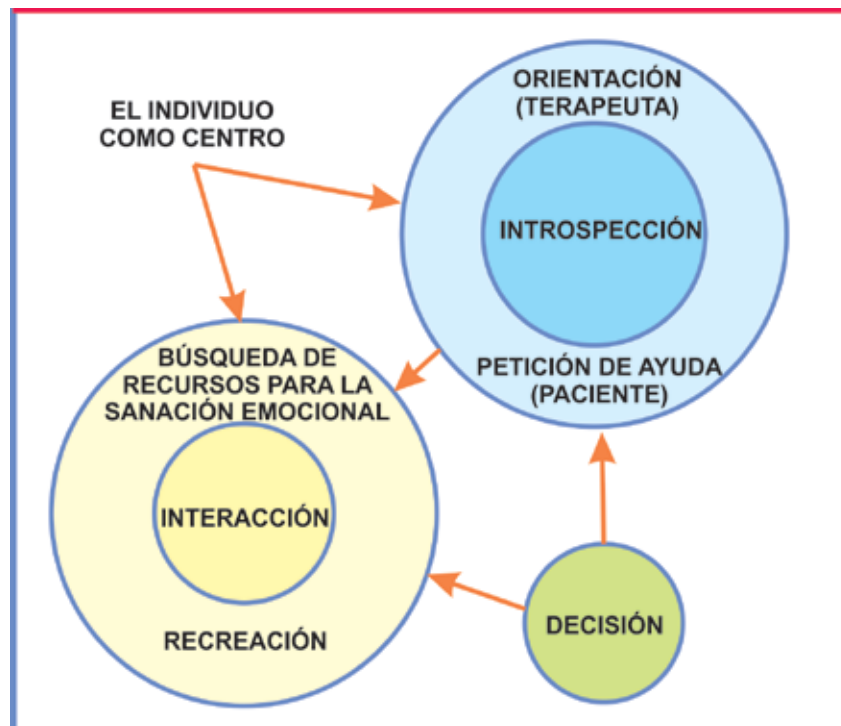 EL INDIVIDUO
COMO CENTRO
ORIENTACIÓN
(TERAPEUTA)
INTROSPECCIÓN
PETICIÓN DE AYUDA
(PACIENTE)
BÚSQUEDA DE
RECURSOS PARA LA
SANACIÓN EMOCIONAL
INTERACCIÓN
RECREACIÓN
DECISIÓN